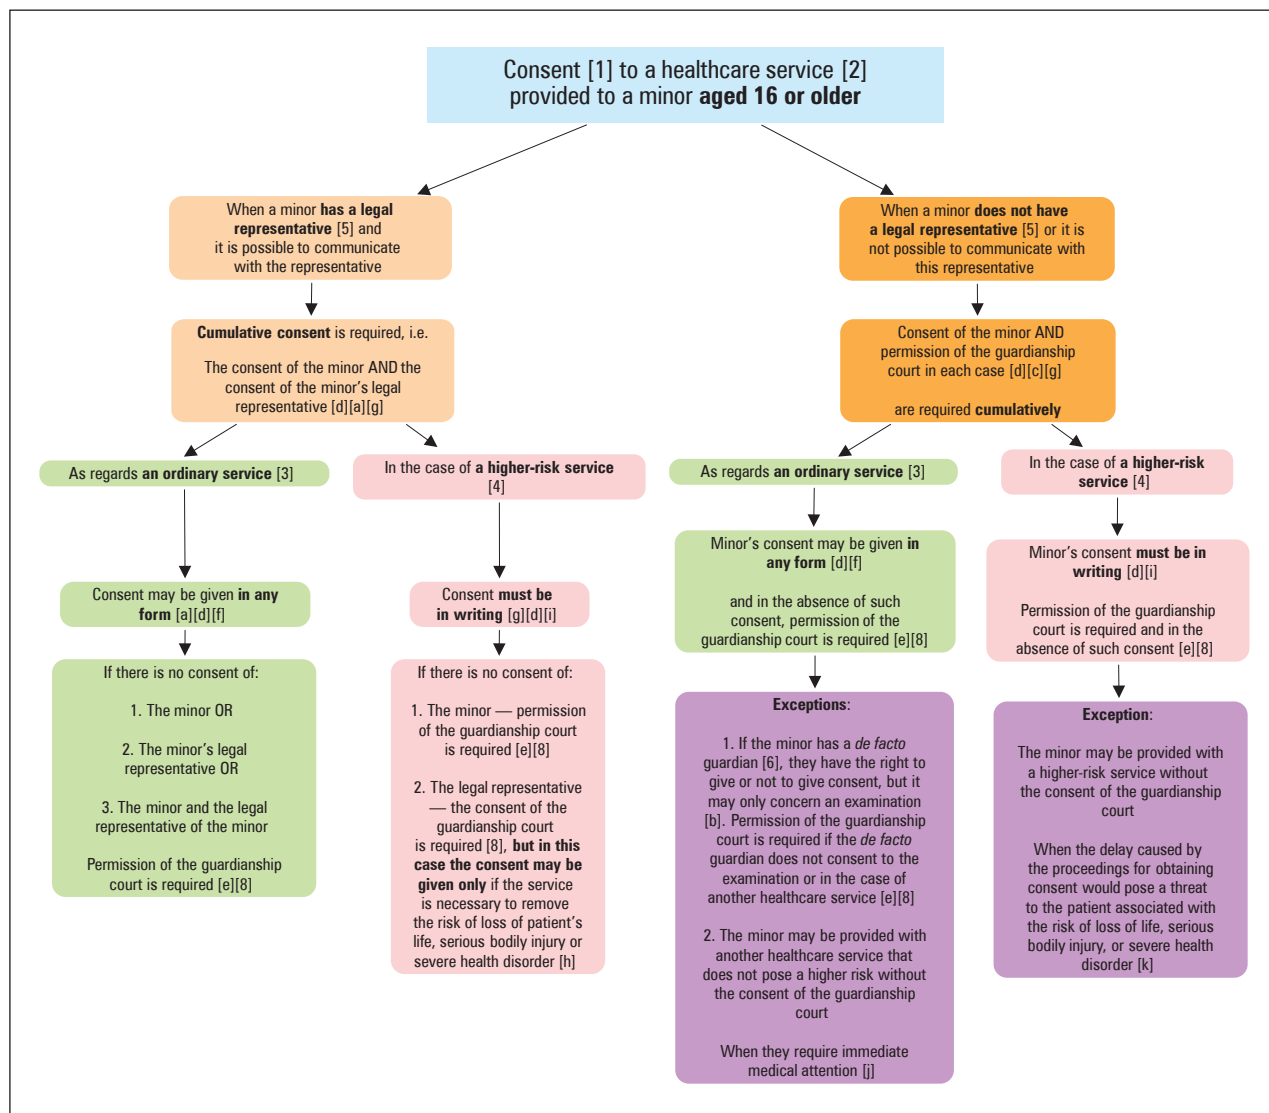 Consent [1] to a healthcare service [2]
provided to a minor aged 16 or older
When a minor has a legal
representative [5] and
it is possible to communicate
with the representative
When a minor does not have
a legal representative [5] or it is
not possible to communicate with
this representative
Cumulative consent is required, i.e.
The consent of the minor AND the
consent of the minor's legal
representative [d][a][g]
Consent of the minor AND
permission of the guardianship
court in each case [d][c][g]
are required cumulatively
As regards an ordinary service [3]
In the case of a higher-risk service
[4]
As regards an ordinary service [3]
In the case of a higher-risk
service [4]
Consent may be given in any
form [a][d][f]
Consent must be
in writing [g][d][i]
Minor's consent may be given in
any form [d][f]
and in the absence of such
consent, permission of the
guardianship court is required [e][8]
Minor's consent must be in
writing [d][i]
Permission of the guardianship
court is required and in the
absence of such consent [e][8]
If there is no consent of:
1. The minor OR
2. The minor's legal
representative OR
3. The minor and the legal
representative of the minor
Permission of the guardianship
court is required [e][8]
If there is no consent of:
1. The minor — permission
of the guardianship court
is required [e][8]
2. The legal representative
— the consent of the
guardianship court
is required [8], but in this
case the consent may be
given only if the service
is necessary to remove
the risk of loss of patient's
life, serious bodily injury or
severe health disorder [h]
Exceptions:
1. If the minor has a de facto
guardian [6], they have the right to
give or not to give consent, but it
may only concern an examination
[b]. Permission of the guardianship
court is required if the de facto
guardian does not consent to the
examination or in the case of
another healthcare service [e][8]
2. The minor may be provided with
another healthcare service that
does not pose a higher risk without
the consent of the guardianship
court
When they require immediate
medical attention [j]
Exception:
The minor may be provided with
a higher-risk service without
the consent of the guardianship
court
When the delay caused by
the proceedings for obtaining
consent would pose a threat
to the patient associated with
the risk of loss of life, serious
bodily injury, or severe health
disorder [k]